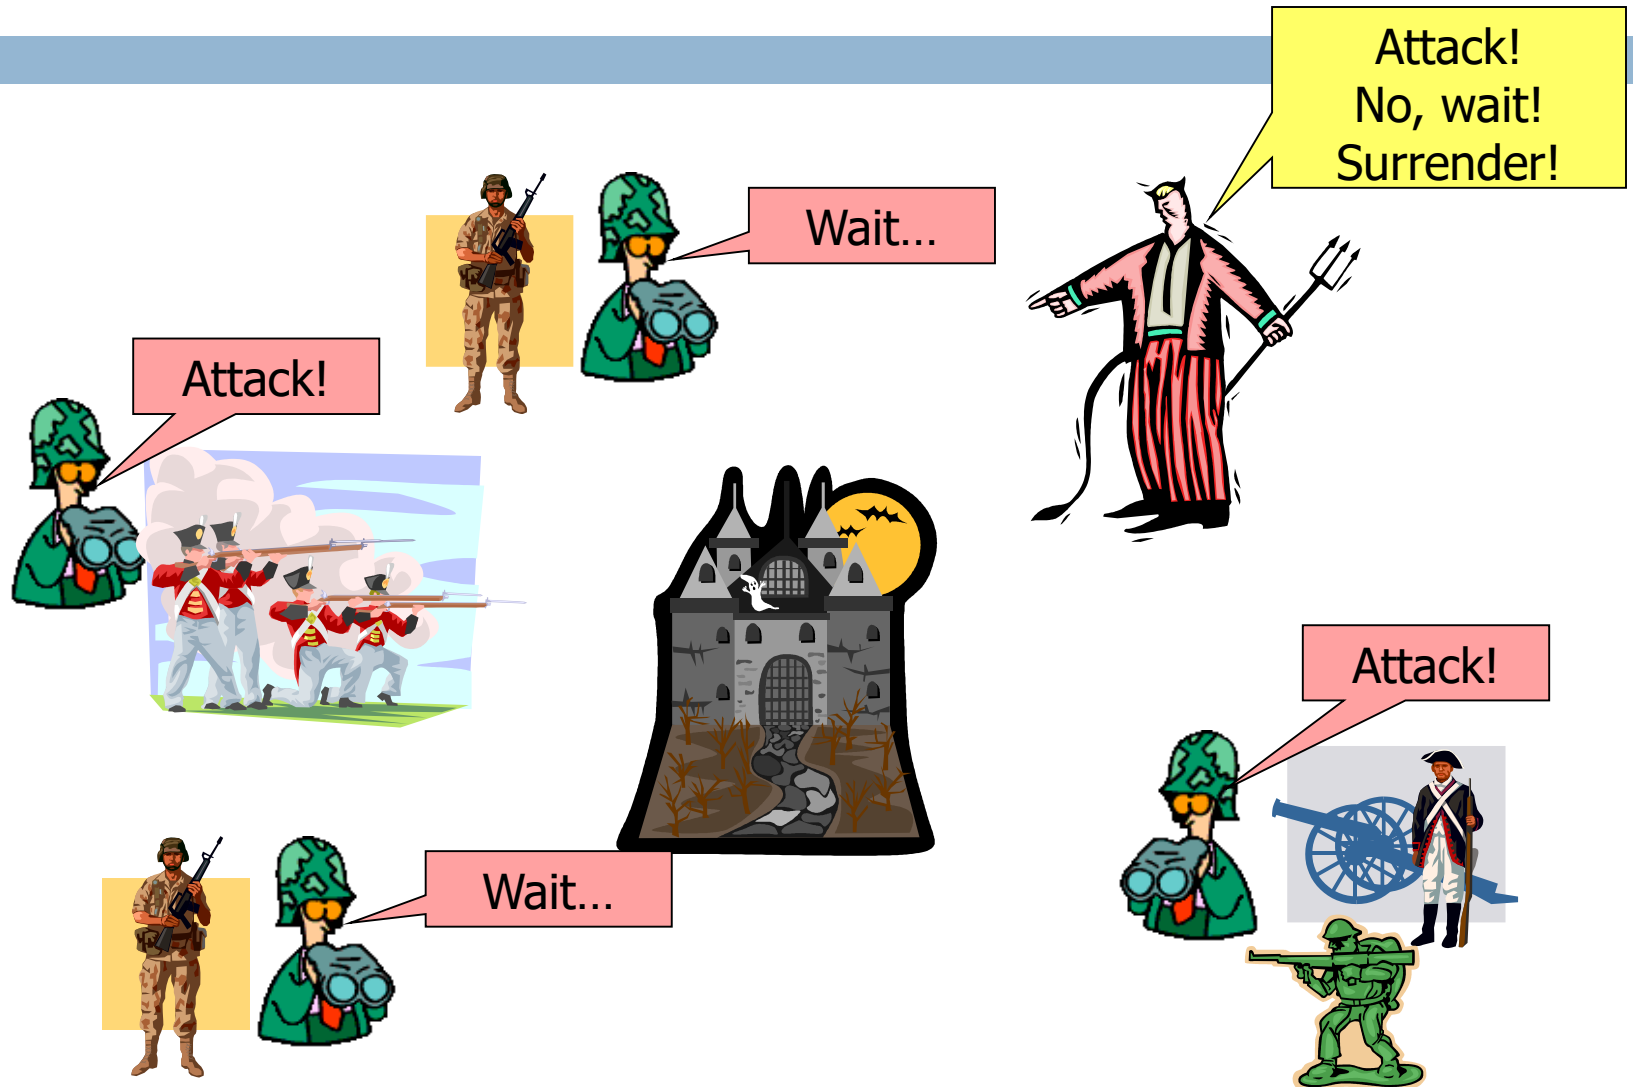 Attack!
No, wait!
Surrender!
Wait…
Attack!
Attack!
Wait…